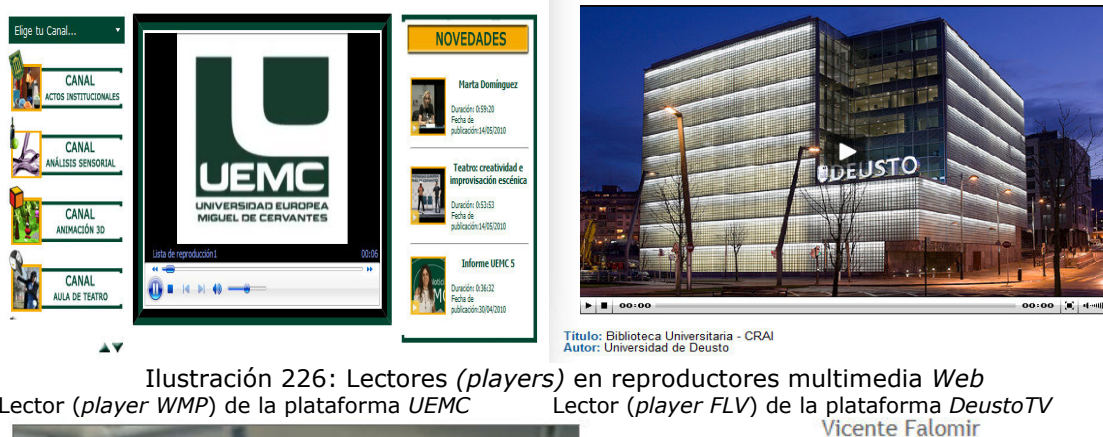 Elige tu Canal...
CANAL
ACTOS INSTITUCIONALES
CANAL
ANÁLISIS SENSORIAL
CANAL
ANIMACIÓN 3D
CANAL
AULA DE TEATRO
UEMC
UNIVERSIDAD EUROPEA
MIGUEL DE CERVANTES
Lista de reproducción1 00:06
NOVEDADES
Marta Domínguez
Duración: 0:59:20
Fecha de
publicación:14/05/2010
Teatro: creatividad e
improvisación escénica
Duración: 0:53:53
Fecha de
publicación:14/05/2010
Informe UEMC 5
Duración: 0:36:32
Fecha de
publicación:30/04/2010
DEUSTO
00:00 00:00
Título: Biblioteca Universitaria - CRAI
Autor: Universidad de Deusto
Ilustración 226: Lectores (players) en reproductores multimedia Web
Lector (player WMP) de la plataforma UEMC
Lector (player FLV) de la plataforma DeustoTV
Vicente Falomir